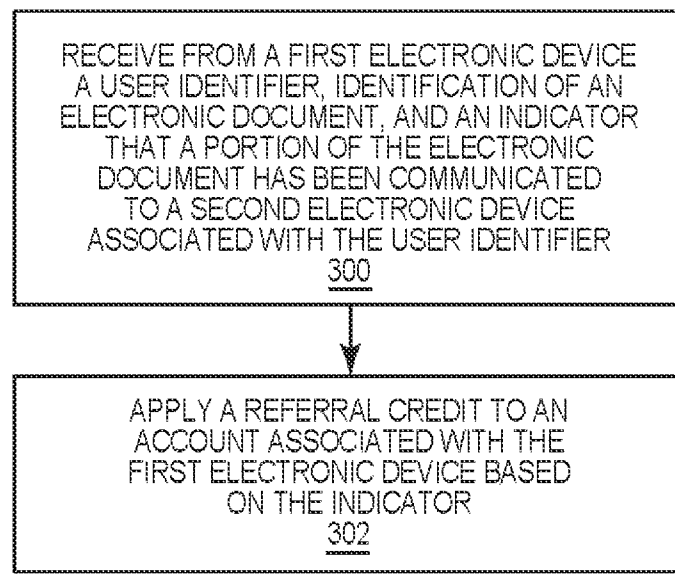 RECEIVE FROM A FIRST ELECTRONIC DEVICE
A USER IDENTIFIER, IDENTIFICATION OF AN
ELECTRONIC DOCUMENT, AND AN INDICATOR
THAT A PORTION OF THE ELECTRONIC
DOCUMENT HAS BEEN COMMUNICATED
TO A SECOND ELECTRONIC DEVICE
ASSOCIATED WITH THE USER IDENTIFIER
300
APPLY A REFERRAL CREDIT TO AN
ACCOUNT ASSOCIATED WITH THE
FIRST ELECTRONIC DEVICE BASED
ON THE INDICATOR
302